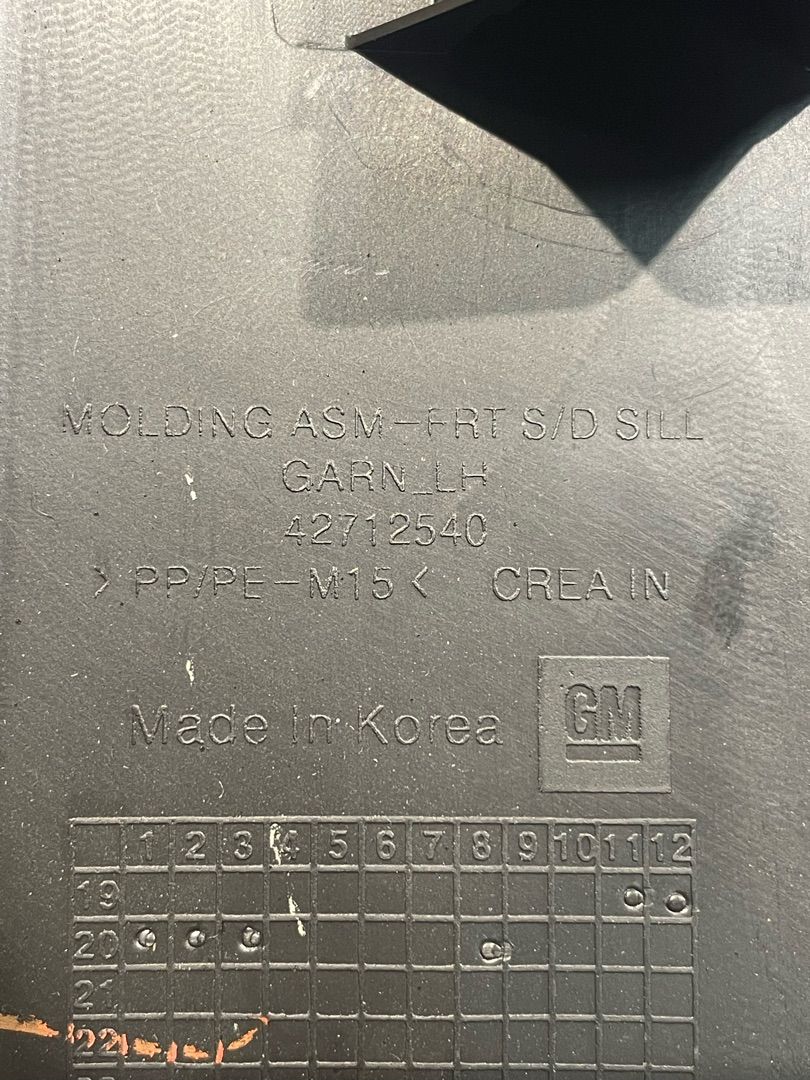 MOLDING ASM-FRT S/D SILL
GARN_LH
42712540
>PP/PE-M15< CREA IN
Made In Korea GM
1 2 3 4 5 6 7 8 9 10 11 12
19
20
21
22